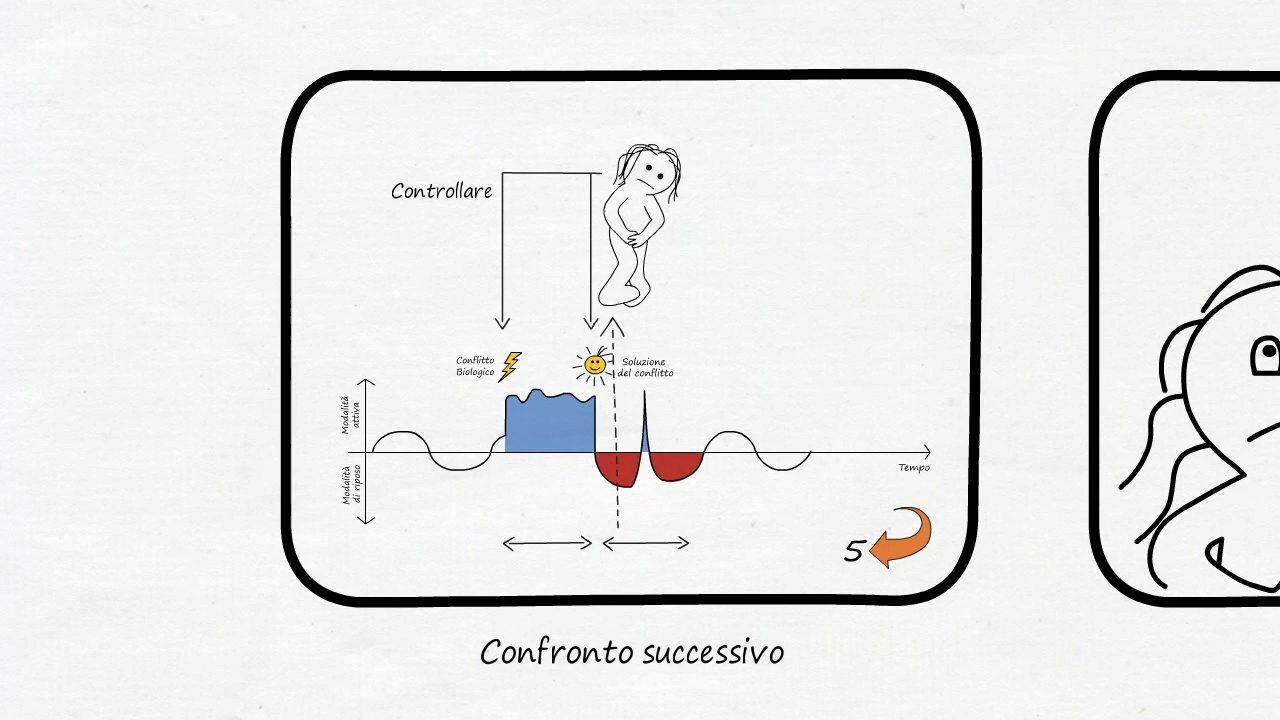 Controllare
Conflitto
Biologico
Soluzione
del conflitto
Modalità
attiva
Modalità
di riposo
Tempo
5
Confronto successivo